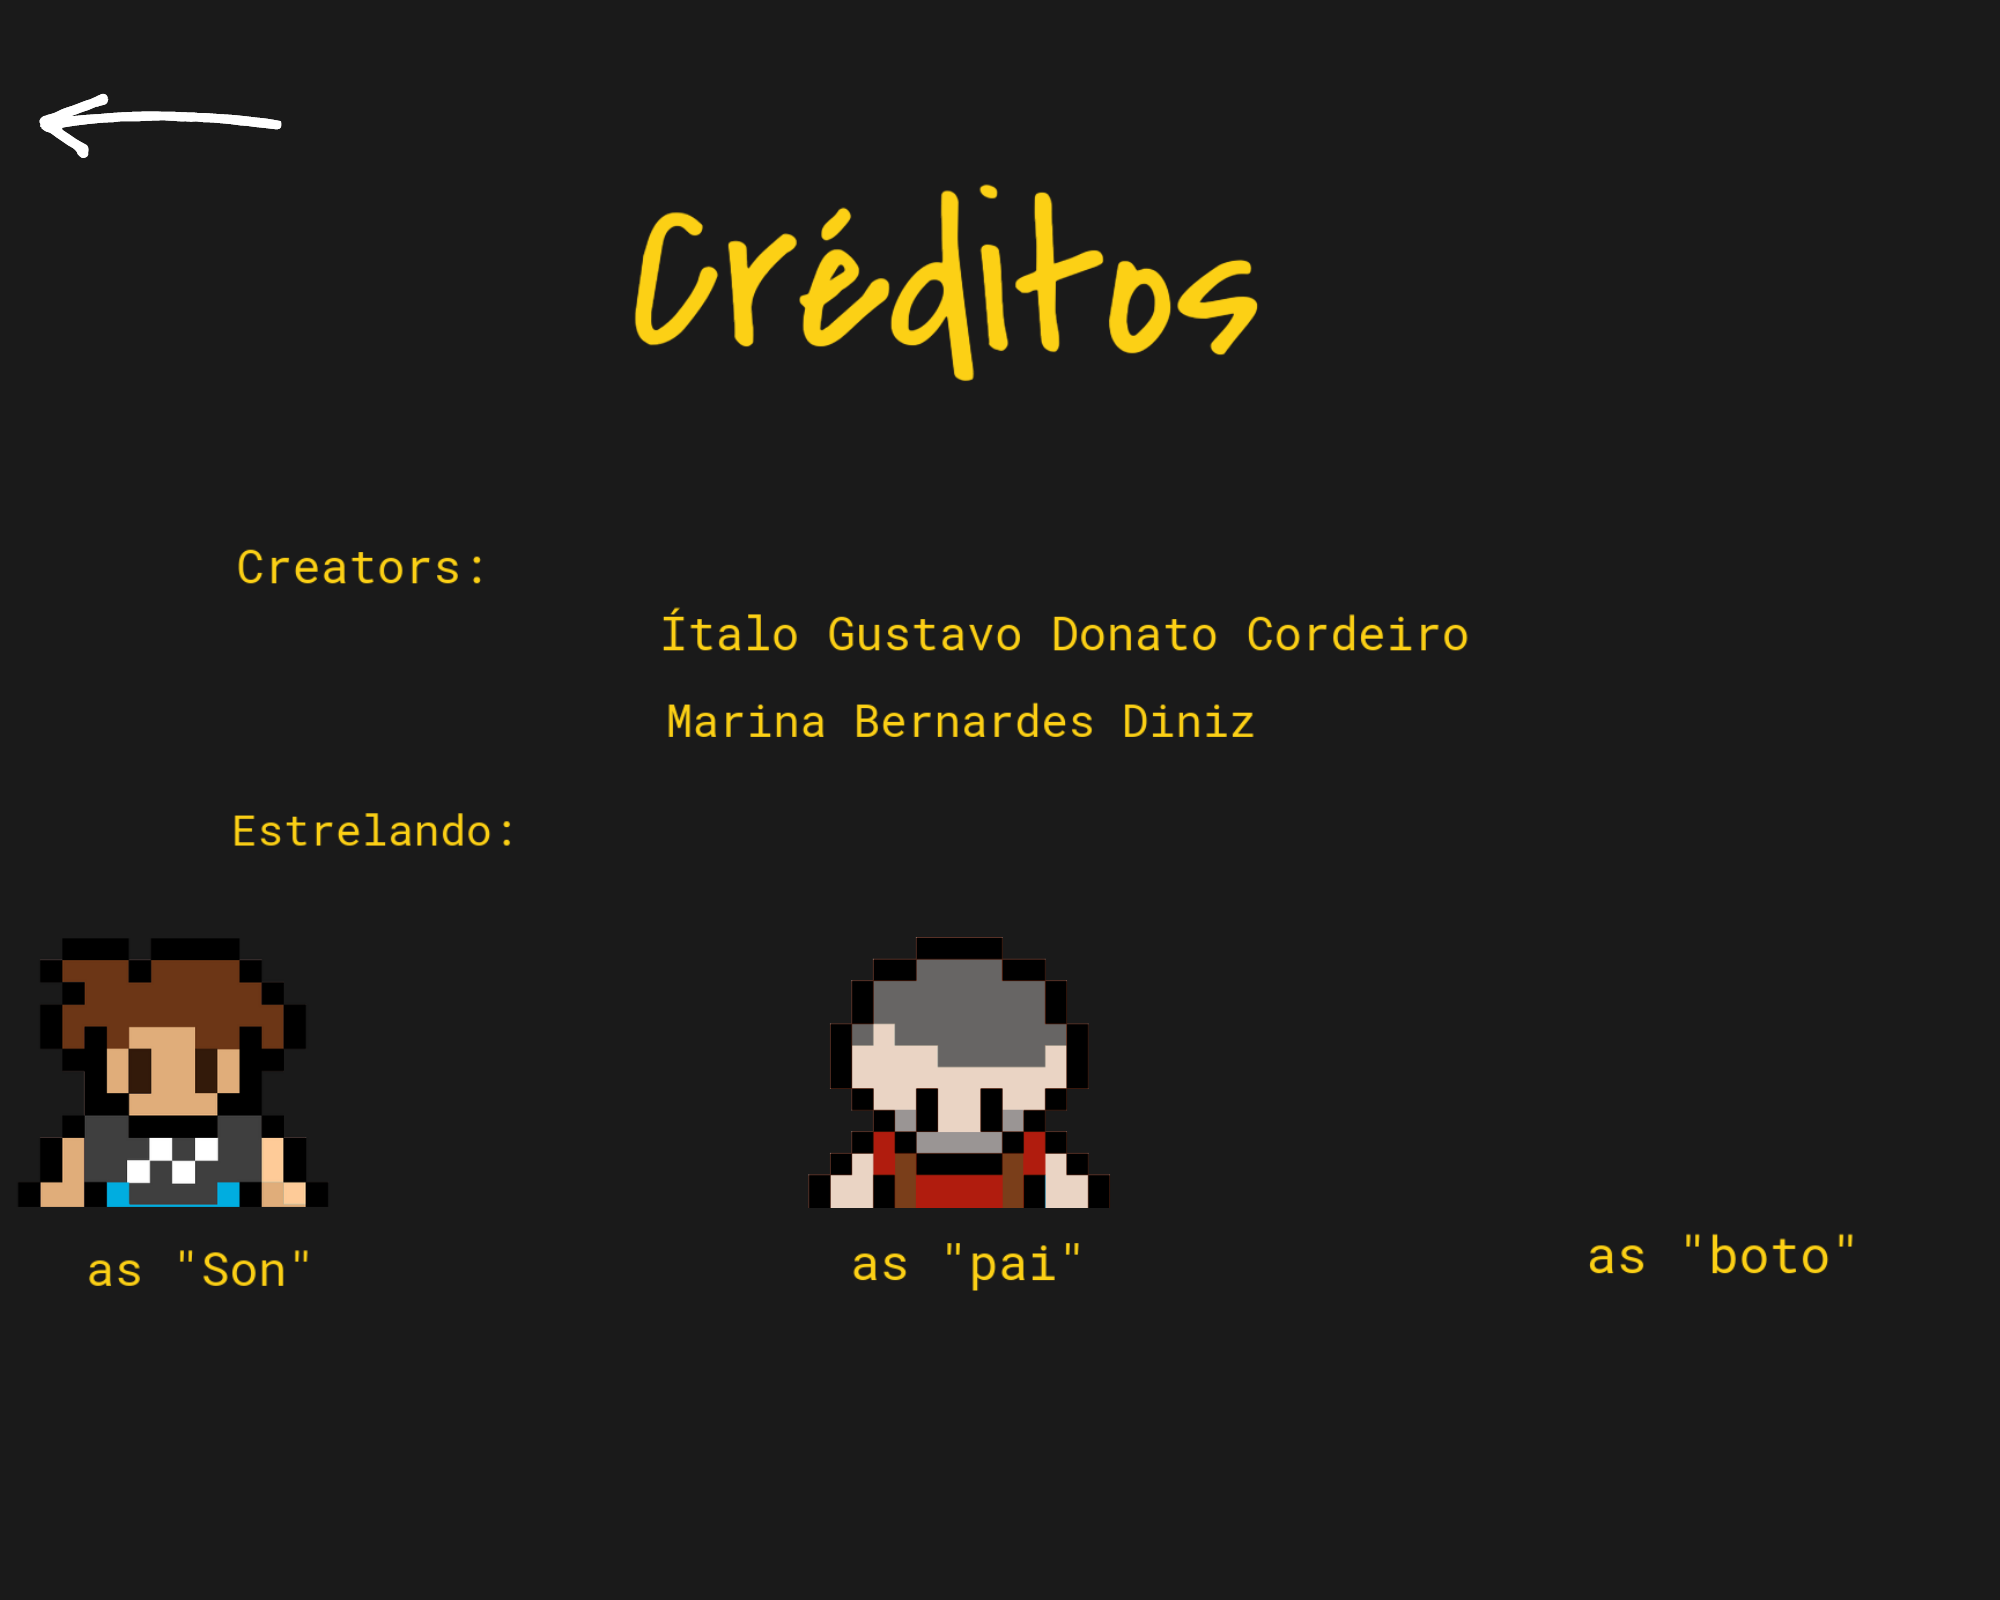 Créditos
Creators:
Ítalo Gustavo Donato Cordeiro
Marina Bernardes Diniz
Estrelando:
as "Son"
as "pai"
as "boto"